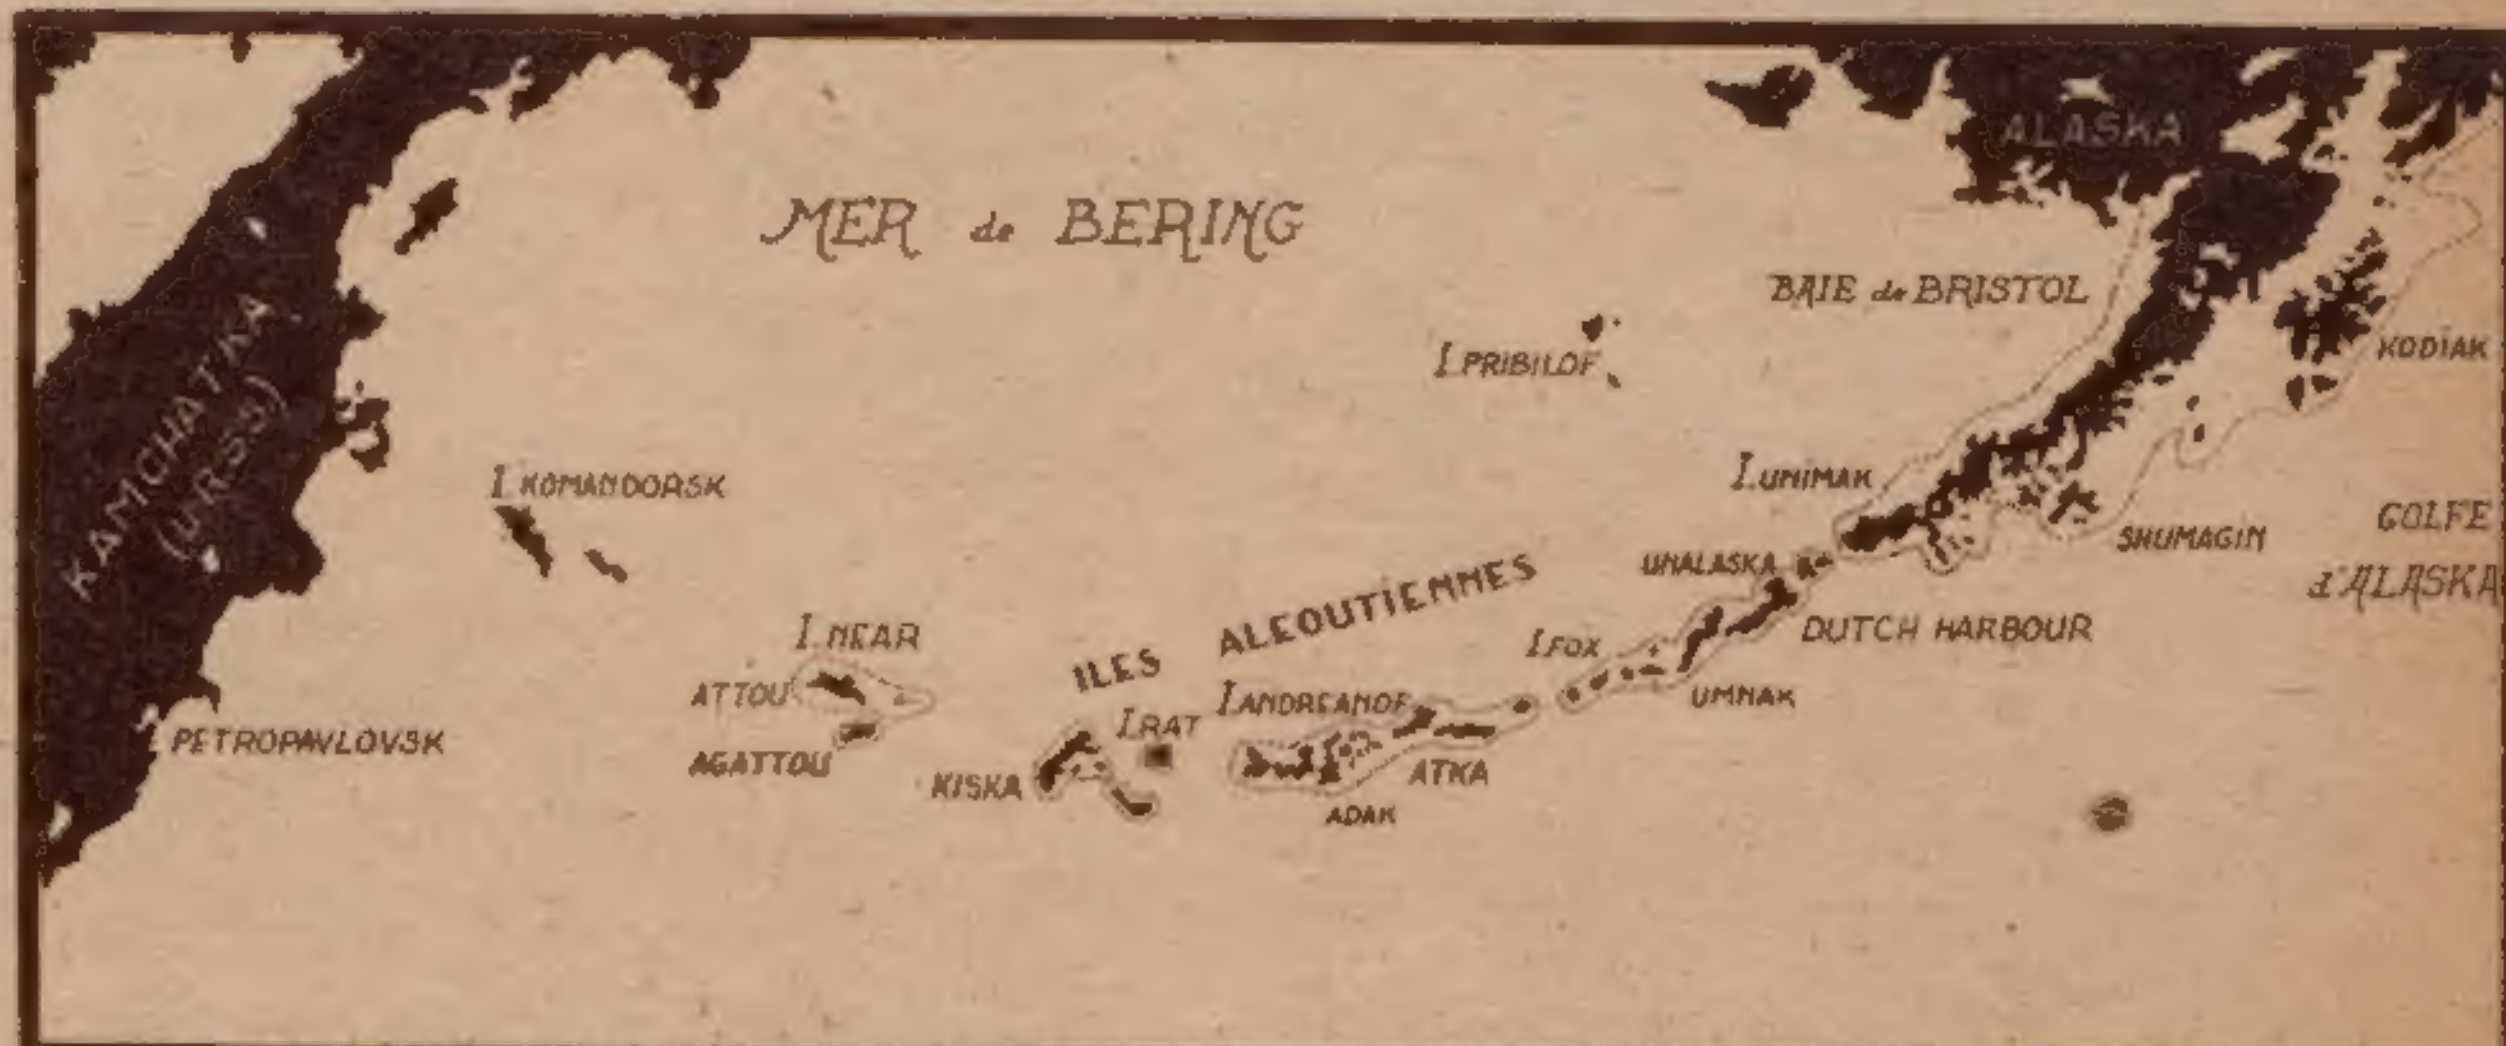 ALASKA
MER de BERING
BAIE de BRISTOL
KAMCHATKA
(URSS)
I. PRIBILOF
KODIAK
I. KOMANDORSK
I. UNIMAK
GOLFE
d'ALASKA
SHUMAGIN
UNALASKA
ILES ALEOUTIENNES
I. NEAR
I. FOX
DUTCH HARBOUR
ATTOU
I. ANDREANOF
UMNAK
I. RAT
PETROPAVLOVSK
AGATTOU
KISKA
ATKA
ADAK